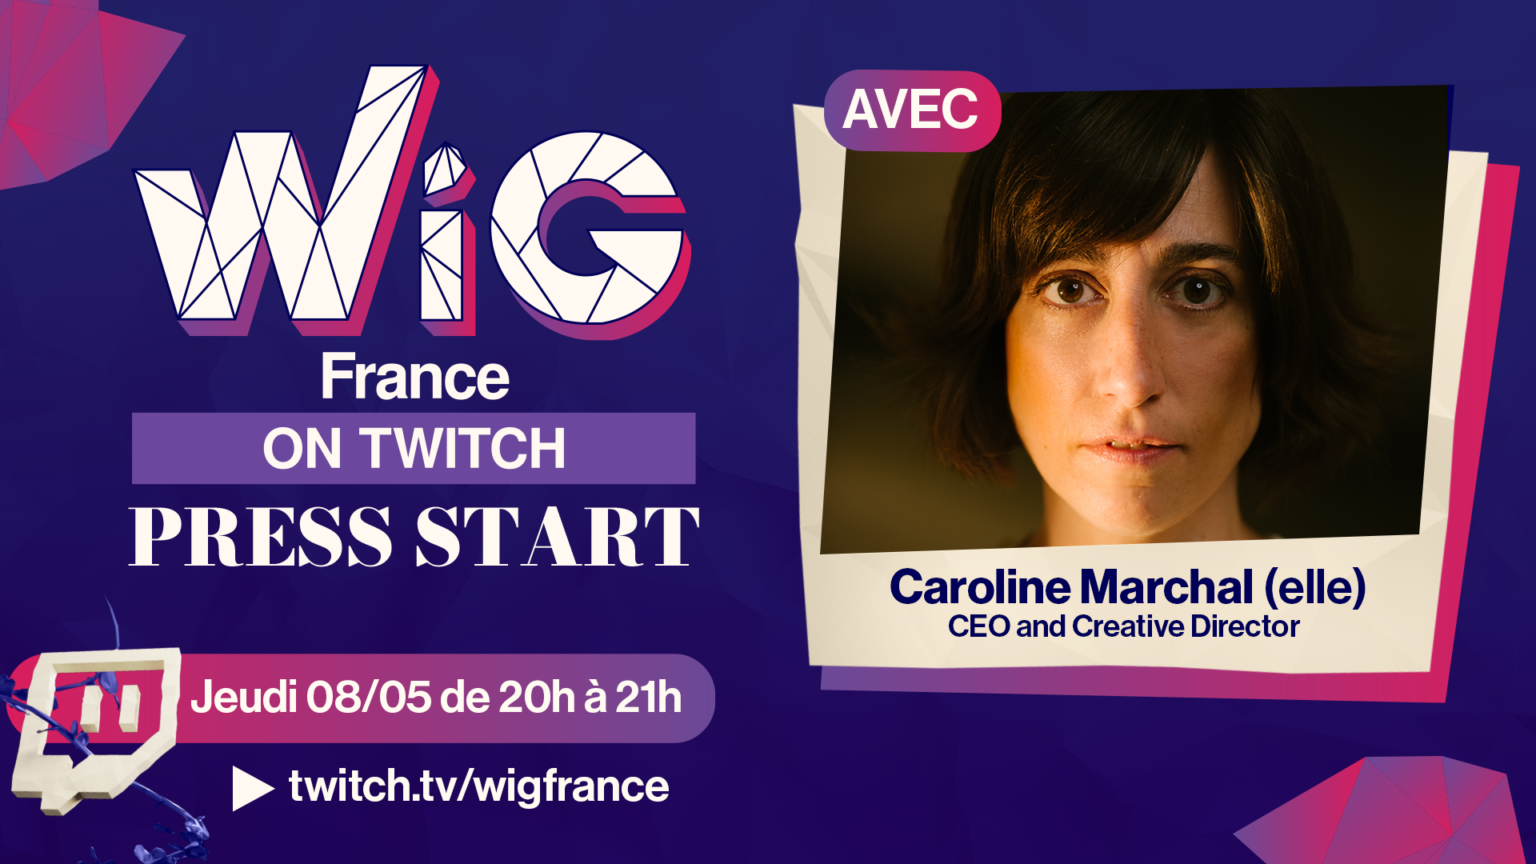 WiG
France
ON TWITCH
PRESS START
Jeudi 08/05 de 20h à 21h
twitch.tv/wigfrance
AVEC
Caroline Marchal (elle)
CEO and Creative Director